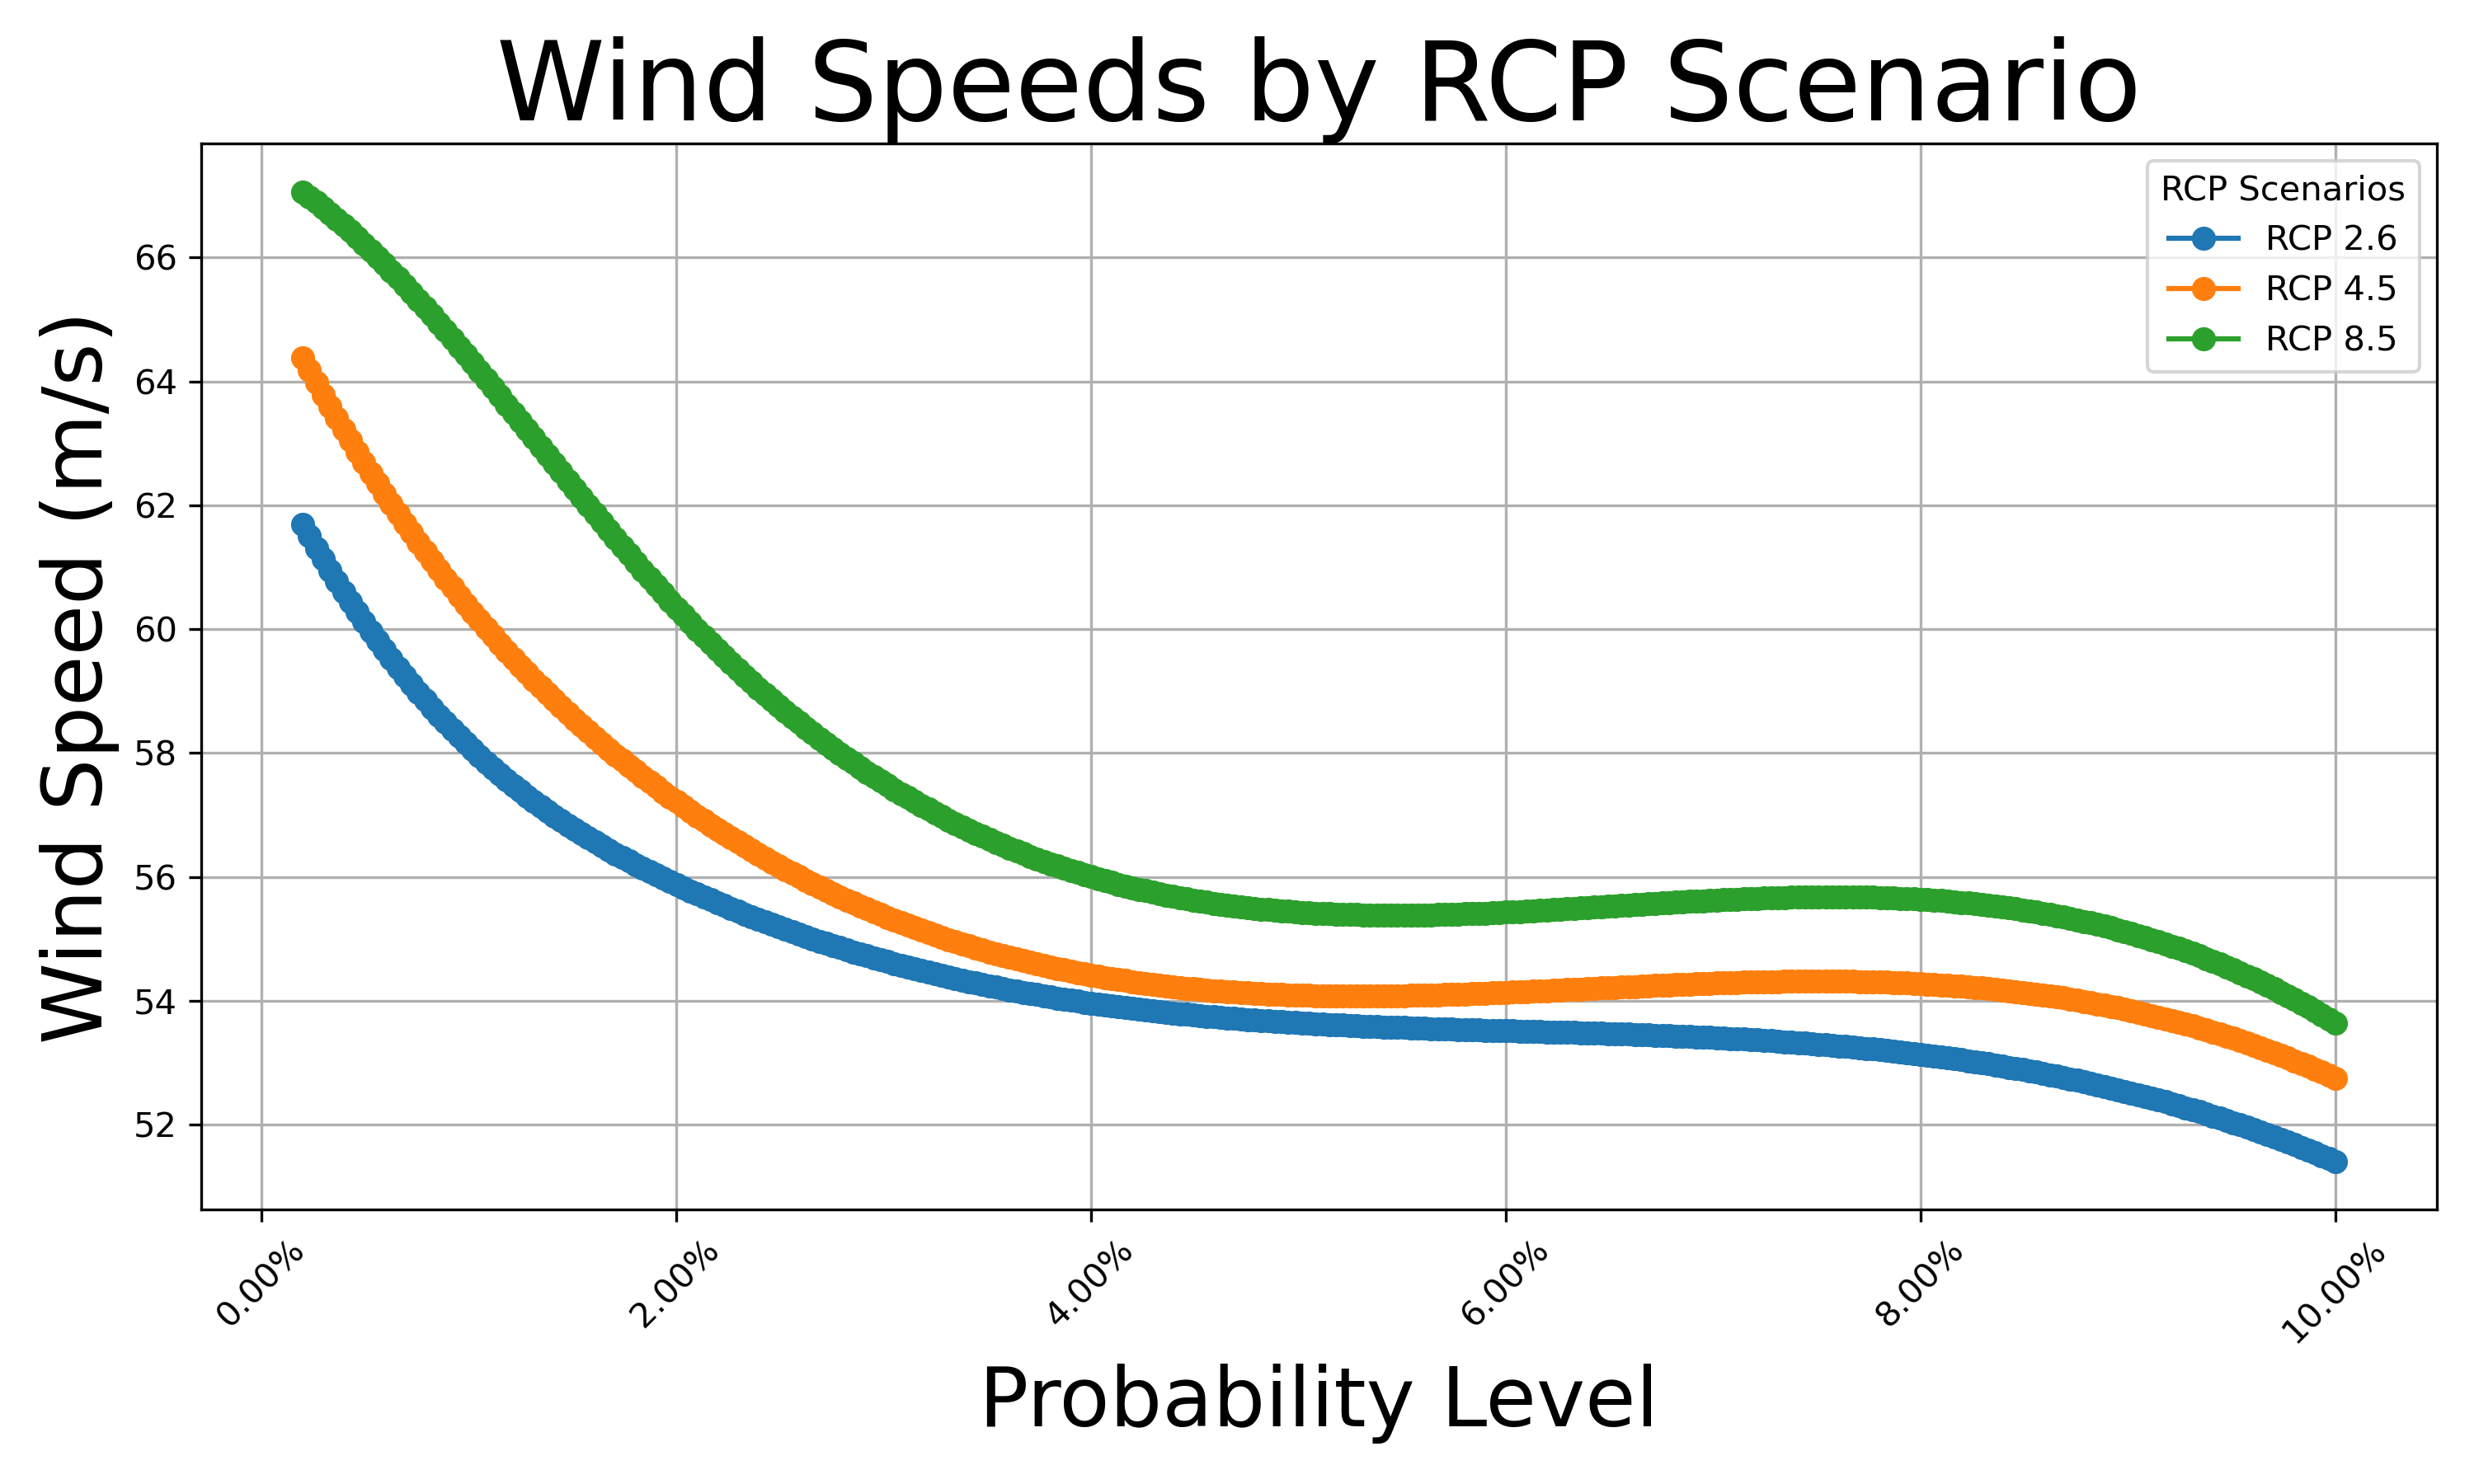 Wind Speeds by RCP Scenario
RCP Scenarios
RCP 2.6
RCP 4.5
RCP 8.5
Wind Speed (m/s)
66
64
62
60
58
56
54
52
0.00%
2.00%
4.00%
6.00%
8.00%
10.00%
Probability Level